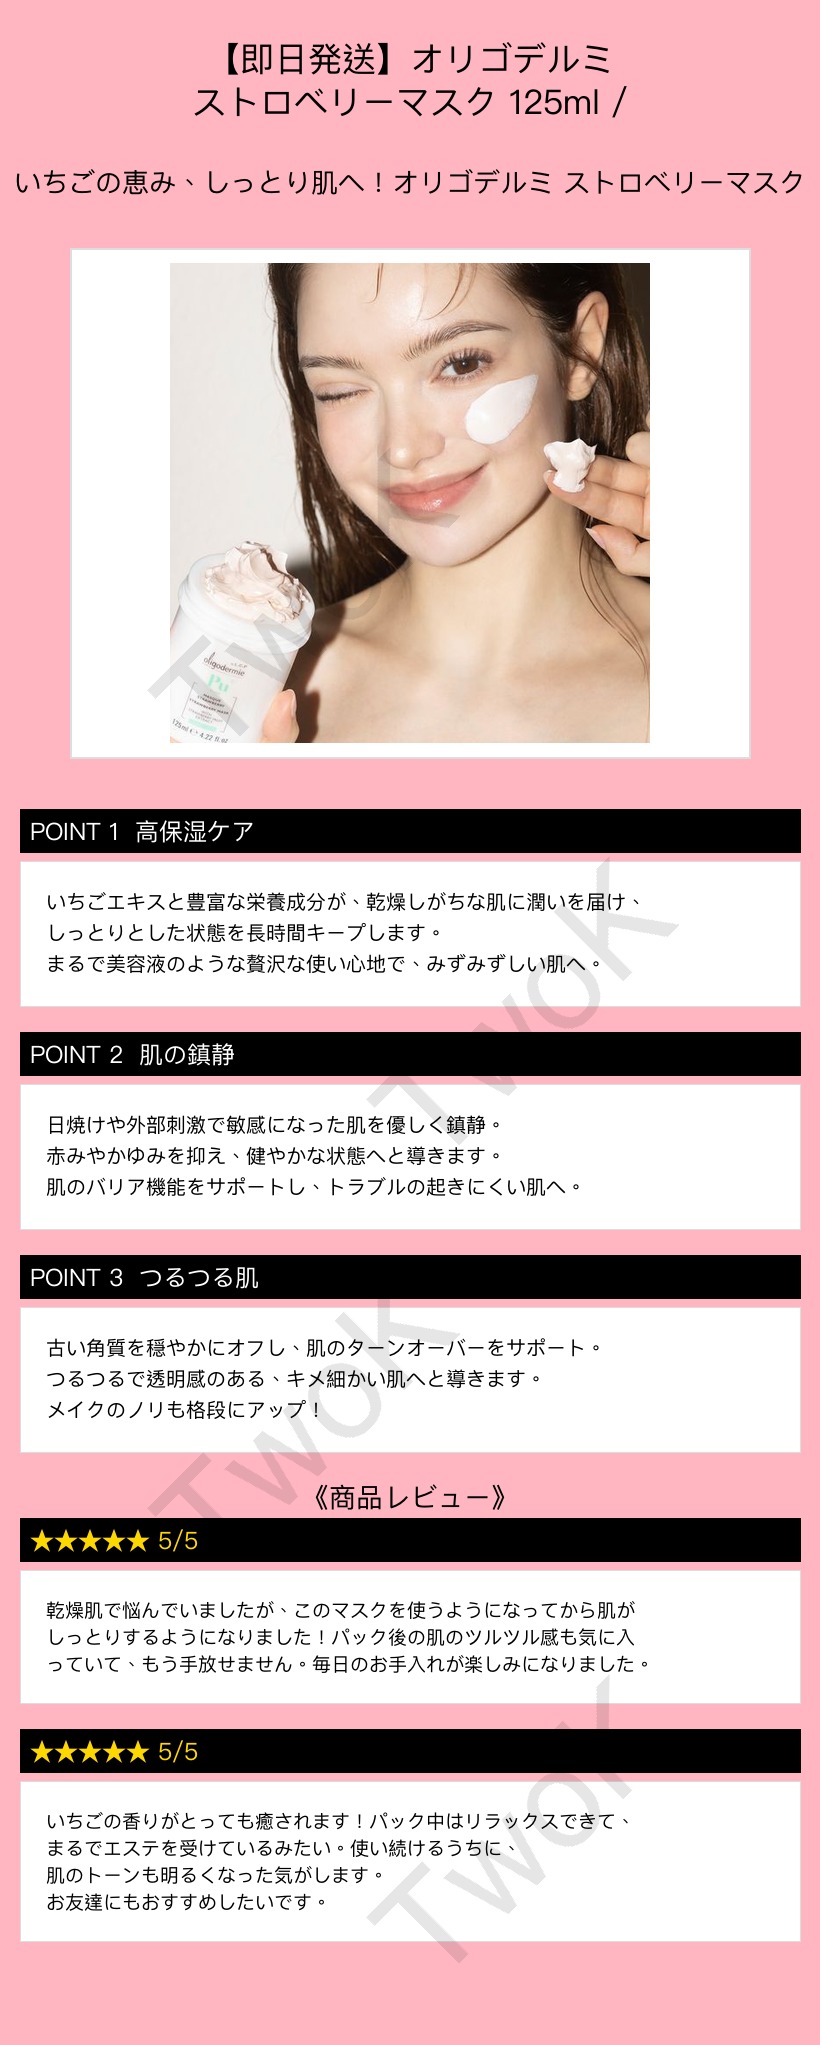 【即日発送】オリゴデルミ
ストロベリーマスク 125ml /
いちごの恵み、しっとり肌へ！オリゴデルミ ストロベリーマスク
oligodermie
Pu
MASQUE
STRAWBERRY
STRAWBERRY MASK
125ml e 4.22 fl.oz
POINT 1 高保湿ケア
いちごエキスと豊富な栄養成分が、乾燥しがちな肌に潤いを届け、
しっとりとした状態を長時間キープします。
まるで美容液のような贅沢な使い心地で、みずみずしい肌へ。
POINT 2 肌の鎮静
日焼けや外部刺激で敏感になった肌を優しく鎮静。
赤みやかゆみを抑え、健やかな状態へと導きます。
肌のバリア機能をサポートし、トラブルの起きにくい肌へ。
POINT 3 つるつる肌
古い角質を穏やかにオフし、肌のターンオーバーをサポート。
つるつるで透明感のある、キメ細かい肌へと導きます。
メイクのノリも格段にアップ！
《商品レビュー》
★★★★★ 5/5
乾燥肌で悩んでいましたが、このマスクを使うようになってから肌が
しっとりするようになりました！パック後の肌のツルツル感も気に入
っていて、もう手放せません。毎日のお手入れが楽しみになりました。
★★★★★ 5/5
いちごの香りがとっても癒されます！パック中はリラックスできて、
まるでエステを受けているみたい。使い続けるうちに、
肌のトーンも明るくなった気がします。
お友達にもおすすめしたいです。
TwoK
TwoK
TwoK
TwoK